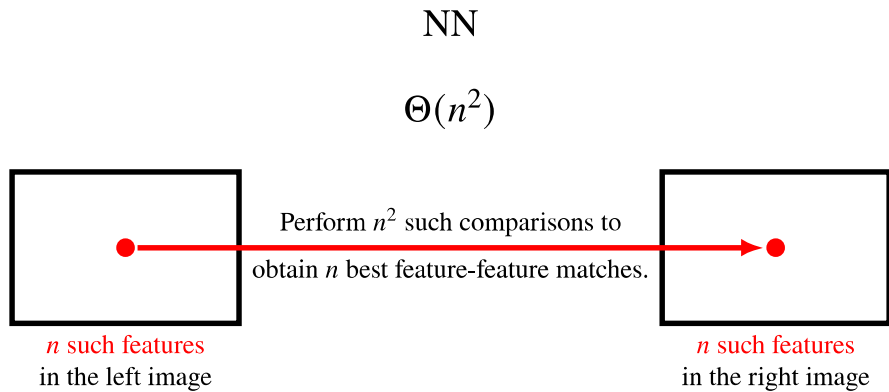 NN
Θ(n²)
Perform n² such comparisons to
obtain n best feature-feature matches.
n such features
in the left image
n such features
in the right image